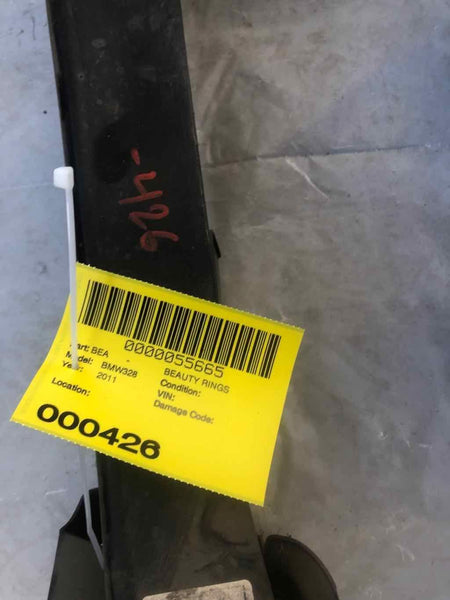 -426
0000055665
Part: BEA - BEAUTY RINGS
Model: BMW328 Condition:
Year: 2011 VIN:
Damage Code:
Location:
000426